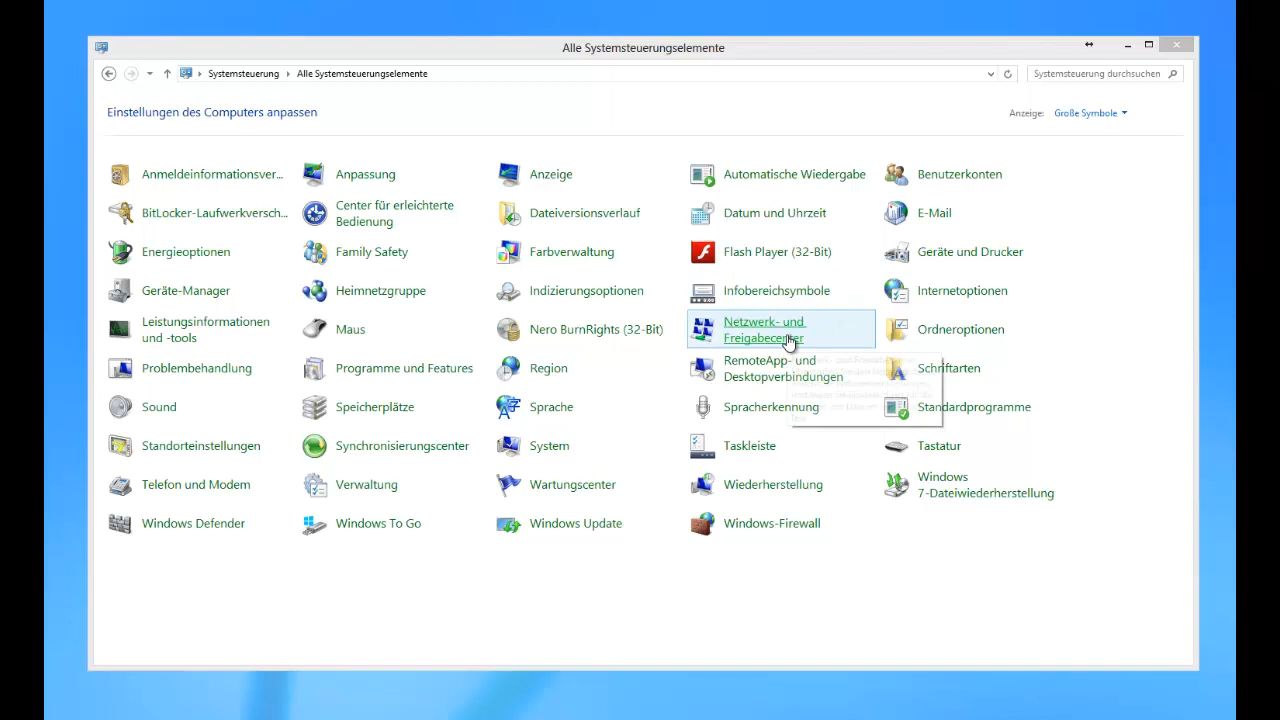 Alle Systemsteuerungselemente
Systemsteuerung
Alle Systemsteuerungselemente
Systemsteuerung durchsuchen
Einstellungen des Computers anpassen
Anzeige:
Große Symbole
Anmeldeinformationsver...
Anpassung
Anzeige
Automatische Wiedergabe
Benutzerkonten
BitLocker-Laufwerkversch...
Center für erleichterte
Bedienung
Dateiversionsverlauf
Datum und Uhrzeit
E-Mail
Energieoptionen
Family Safety
Farbverwaltung
Flash Player (32-Bit)
Geräte und Drucker
Geräte-Manager
Heimnetzgruppe
Indizierungsoptionen
Infobereichsymbole
Internetoptionen
Leistungsinformationen
und -tools
Maus
Nero BurnRights (32-Bit)
Netzwerk- und
Freigabecenter
Ordneroptionen
Problembehandlung
Programme und Features
Region
RemoteApp- und
Desktopverbindungen
Schriftarten
Sound
Speicherplätze
Sprache
Spracherkennung
Standardprogramme
Standorteinstellungen
Synchronisierungscenter
System
Taskleiste
Tastatur
Telefon und Modem
Verwaltung
Wartungscenter
Wiederherstellung
Windows
7-Dateiwiederherstellung
Windows Defender
Windows To Go
Windows Update
Windows-Firewall